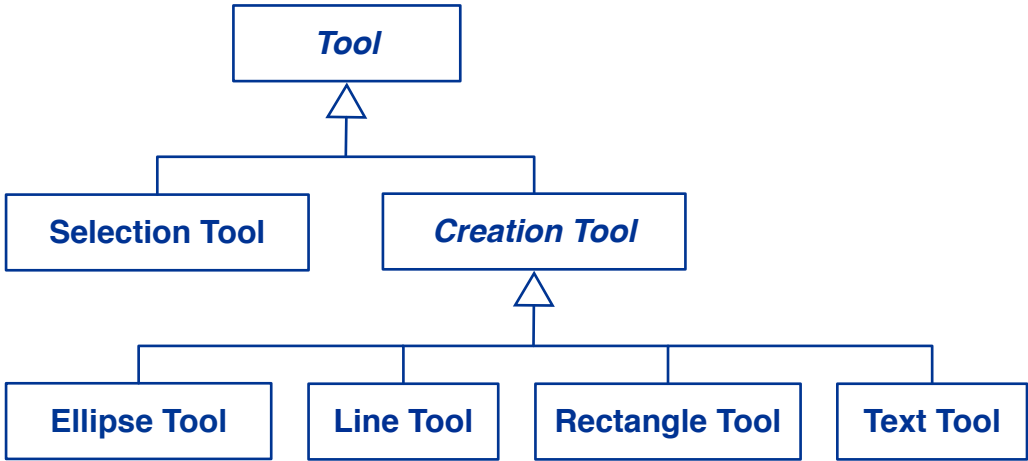 Tool
Selection Tool
Creation Tool
Ellipse Tool
Line Tool
Rectangle Tool
Text Tool